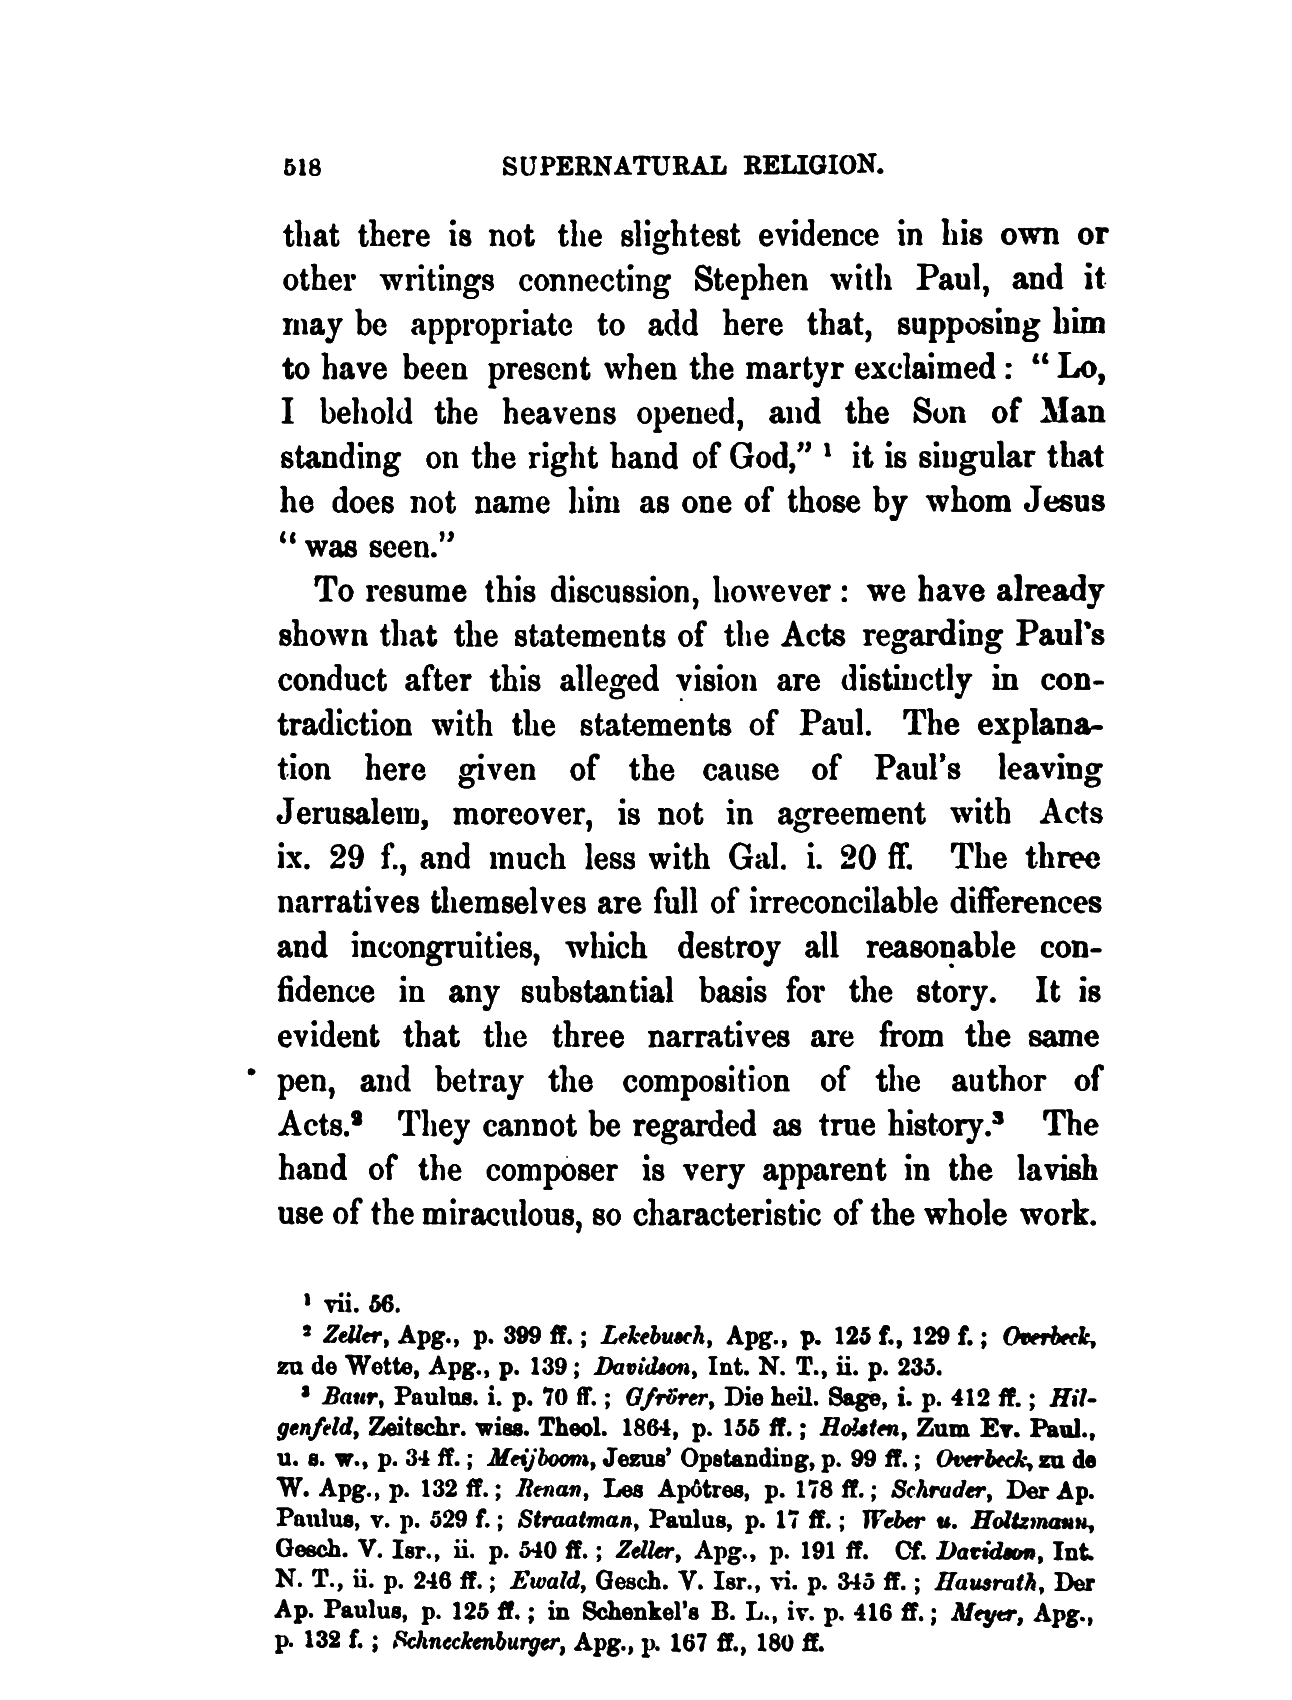 518 SUPERNATURAL RELIGION.
that there is not the slightest evidence in his own or
other writings connecting Stephen with Paul, and it
may be appropriate to add here that, supposing him
to have been present when the martyr exclaimed : “ Lo,
I behold the heavens opened, and the Son of Man
standing on the right hand of God,” ¹ it is singular that
he does not name him as one of those by whom Jesus
“ was seen.”
To resume this discussion, however : we have already
shown that the statements of the Acts regarding Paul's
conduct after this alleged vision are distinctly in con-
tradiction with the statements of Paul. The explana-
tion here given of the cause of Paul's leaving
Jerusalem, moreover, is not in agreement with Acts
ix. 29 f., and much less with Gal. i. 20 ff. The three
narratives themselves are full of irreconcilable differences
and incongruities, which destroy all reasonable con-
fidence in any substantial basis for the story. It is
evident that the three narratives are from the same
pen, and betray the composition of the author of
Acts.² They cannot be regarded as true history.³ The
hand of the composer is very apparent in the lavish
use of the miraculous, so characteristic of the whole work.
¹ vii. 56.
² Zeller, Apg., p. 399 ff. ; Lekebusch, Apg., p. 125 f., 129 f. ; Overbeck,
zu de Wette, Apg., p. 139 ; Davidson, Int. N. T., ii. p. 235.
³ Baur, Paulus. i. p. 70 ff. ; Gfrörer, Die heil. Sage, i. p. 412 ff. ; Hil-
genfeld, Zeitschr. wiss. Theol. 1864, p. 155 ff. ; Holsten, Zum Ev. Paul.,
u. s. w., p. 34 ff. ; Meijboom, Jezus' Opstanding, p. 99 ff. ; Overbeck, zu de
W. Apg., p. 132 ff. ; Renan, Les Apôtres, p. 178 ff. ; Schrader, Der Ap.
Paulus, v. p. 529 f. ; Straatman, Paulus, p. 17 ff. ; Weber u. Holtzmann,
Gesch. V. Isr., ii. p. 540 ff. ; Zeller, Apg., p. 191 ff. Cf. Davidson, Int.
N. T., ii. p. 246 ff. ; Ewald, Gesch. V. Isr., vi. p. 345 ff. ; Hausrath, Der
Ap. Paulus, p. 125 ff. ; in Schenkel's B. L., iv. p. 416 ff. ; Meyer, Apg.,
p. 132 f. ; Schneckenburger, Apg., p. 167 ff., 180 ff.